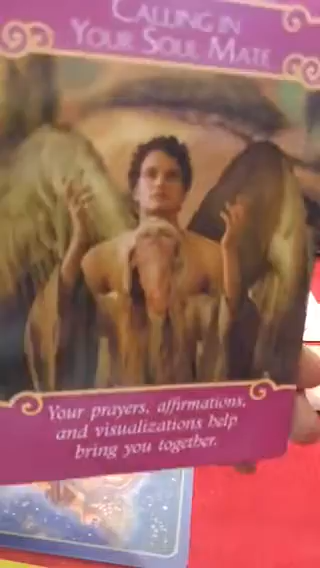 CALLING IN
YOUR SOUL MATE
Your prayers, affirmations,
and visualizations help
bring you together.